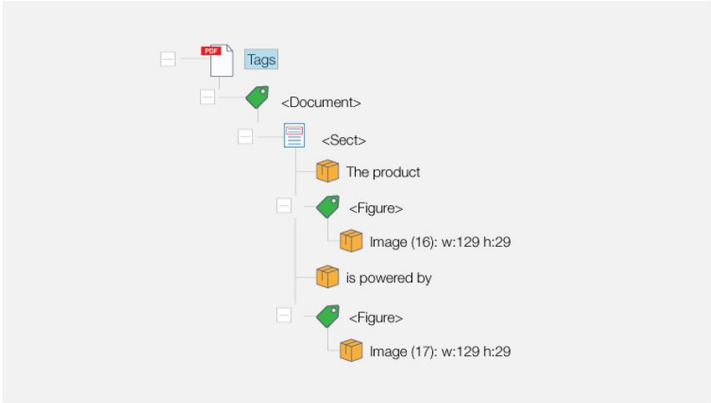 PDF
Tags
<Document>
<Sect>
The product
<Figure>
Image (16): w:129 h:29
is powered by
<Figure>
Image (17): w:129 h:29